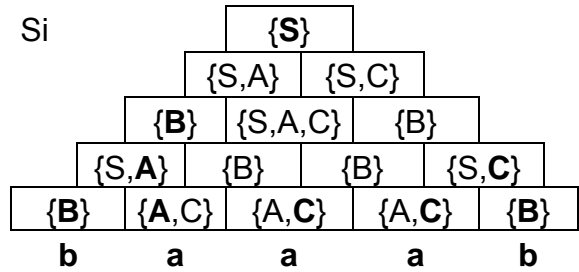 Si {S}
{S,A} {S,C}
{B} {S,A,C} {B}
{S,A} {B} {B} {S,C}
{B} {A,C} {A,C} {A,C} {B}
b a a a b